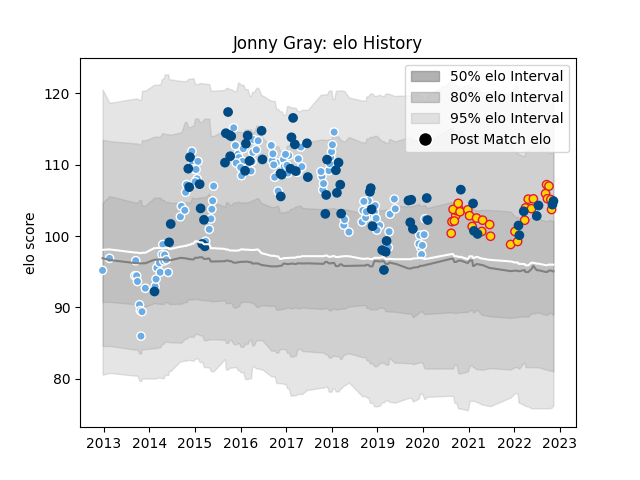 Jonny Gray: elo History
50% elo Interval
80% elo Interval
95% elo Interval
Post Match elo
elo score
120
110
100
90
80
2013 2014 2015 2016 2017 2018 2019 2020 2021 2022 2023